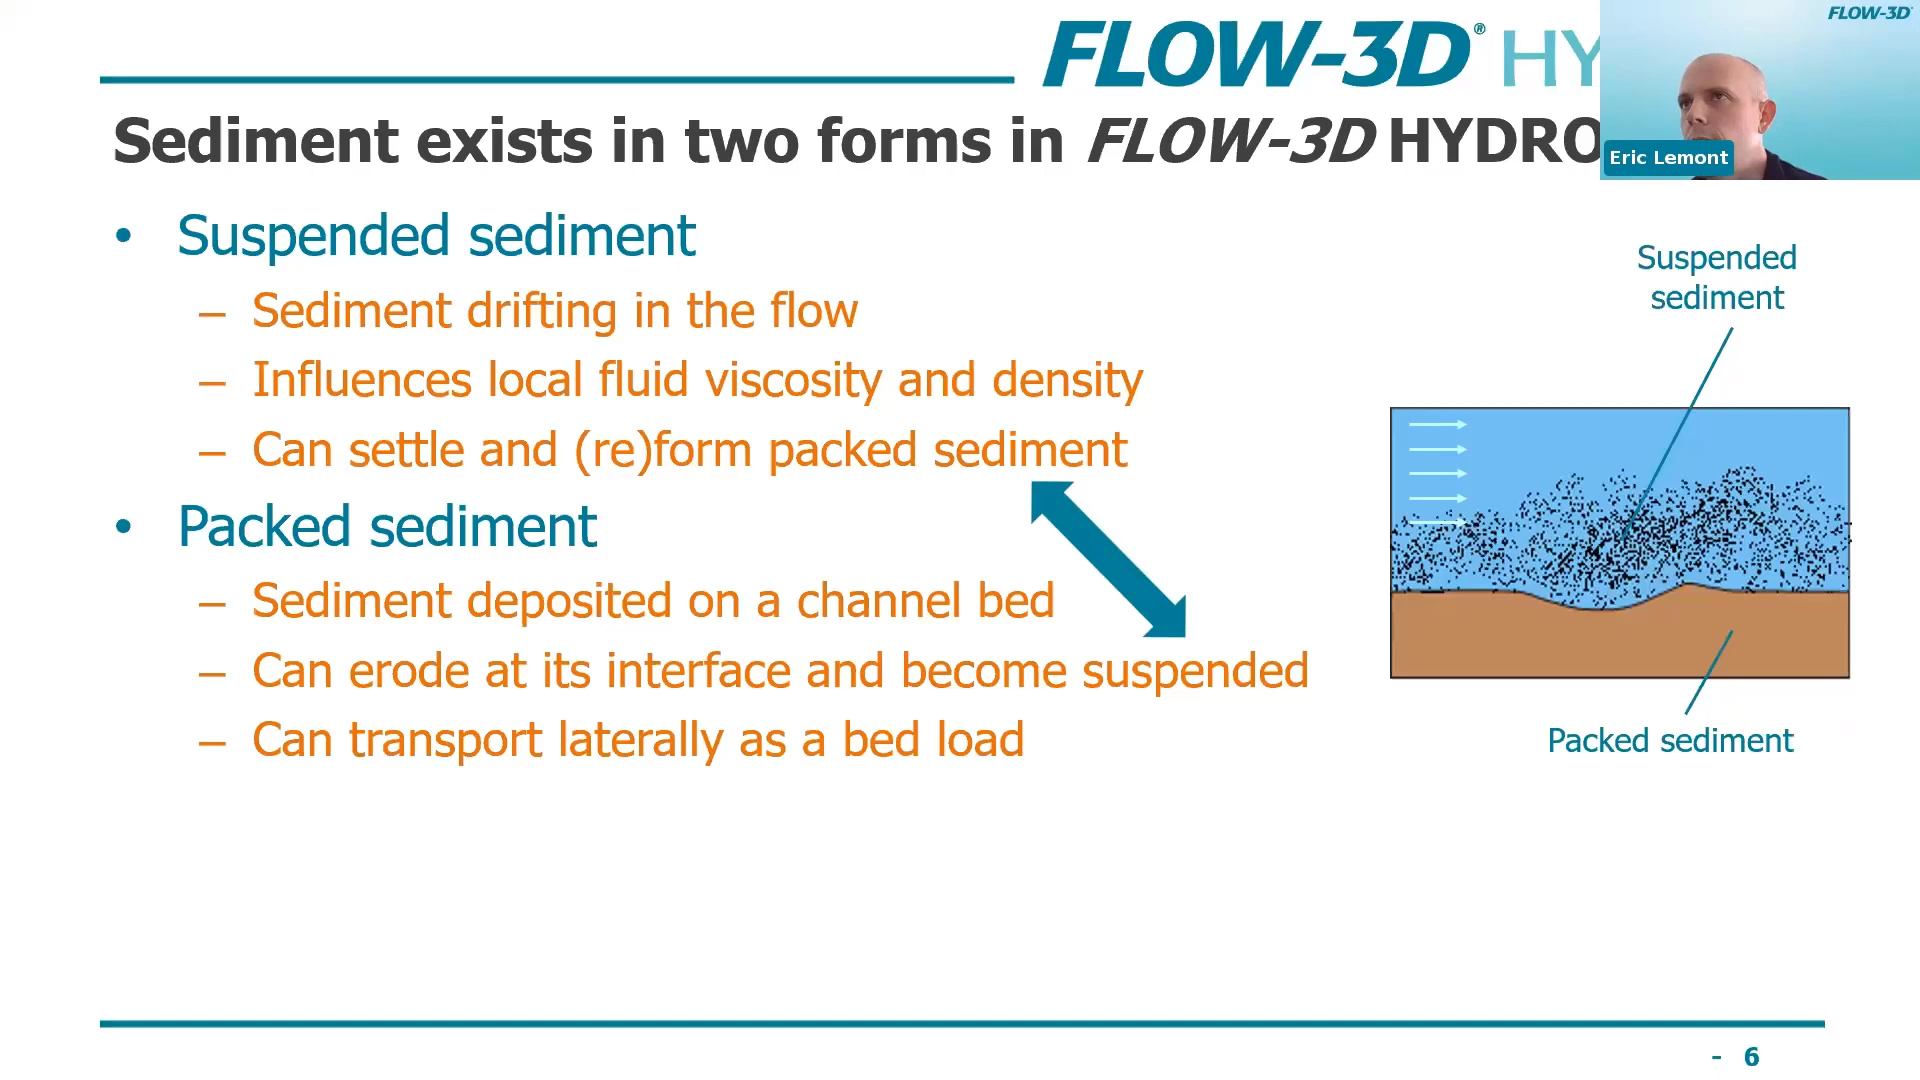 FLOW-3D® HY
FLOW-3D
Eric Lemont
Sediment exists in two forms in FLOW-3D HYDRO
• Suspended sediment
– Sediment drifting in the flow
– Influences local fluid viscosity and density
– Can settle and (re)form packed sediment
• Packed sediment
– Sediment deposited on a channel bed
– Can erode at its interface and become suspended
– Can transport laterally as a bed load
Suspended
sediment
Packed sediment
- 6